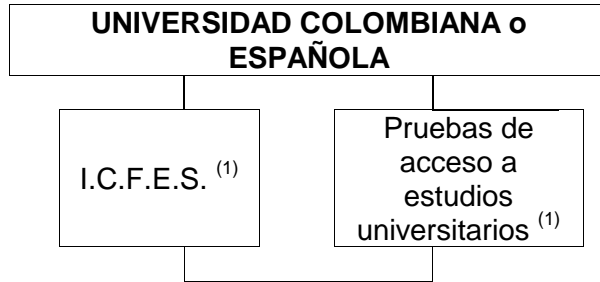 UNIVERSIDAD COLOMBIANA o
ESPAÑOLA
I.C.F.E.S. (1)
Pruebas de
acceso a
estudios
universitarios (1)